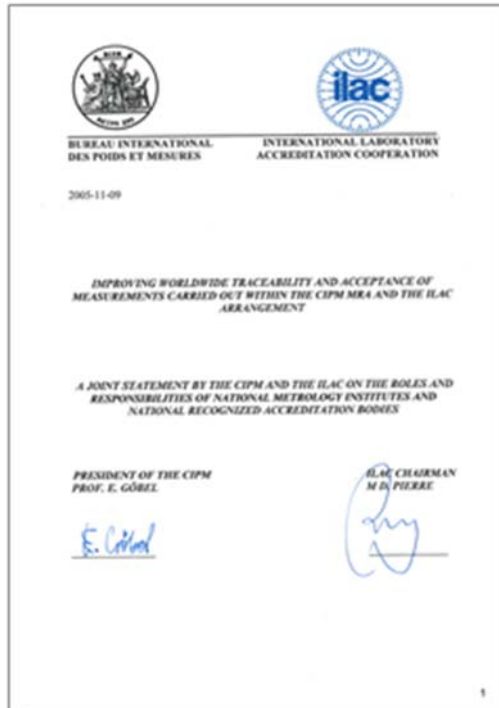 ilac
BUREAU INTERNATIONAL
DES POIDS ET MESURES
INTERNATIONAL LABORATORY
ACCREDITATION COOPERATION
2005-11-09
IMPROVING WORLDWIDE TRACEABILITY AND ACCEPTANCE OF
MEASUREMENTS CARRIED OUT WITHIN THE CIPM MRA AND THE ILAC
ARRANGEMENT
A JOINT STATEMENT BY THE CIPM AND THE ILAC ON THE ROLES AND
RESPONSIBILITIES OF NATIONAL METROLOGY INSTITUTES AND
NATIONAL RECOGNIZED ACCREDITATION BODIES
PRESIDENT OF THE CIPM
PROF. E. GÖBEL
ILAC CHAIRMAN
M D. PIERRE
E. Göbel
1